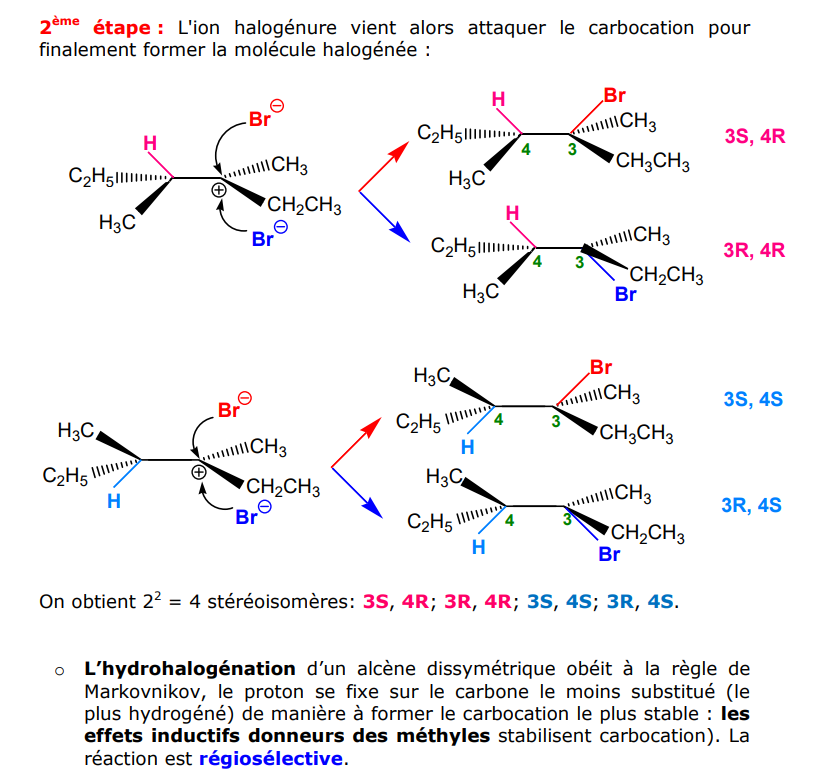 2ème étape : L'ion halogénure vient alors attaquer le carbocation pour
finalement former la molécule halogénée :
Br ⊖
H
C2H5
H3C
CH3
⊕
CH2CH3
Br ⊖
H
Br
C2H5
CH3
4
3
H3C
CH3CH3
3S, 4R
H
C2H5
CH3
4
3
H3C
CH2CH3
Br
3R, 4R
Br ⊖
H3C
C2H5
H
CH3
⊕
CH2CH3
Br ⊖
H3C
Br
C2H5
CH3
4
3
H
CH3CH3
3S, 4S
H3C
C2H5
CH3
4
3
H
CH2CH3
Br
3R, 4S
On obtient 2² = 4 stéréoisomères: 3S, 4R; 3R, 4R; 3S, 4S; 3R, 4S.
o L’hydrohalogénation d’un alcène dissymétrique obéit à la règle de
Markovnikov, le proton se fixe sur le carbone le moins substitué (le
plus hydrogéné) de manière à former le carbocation le plus stable : les
effets inductifs donneurs des méthyles stabilisent carbocation). La
réaction est régiosélective.